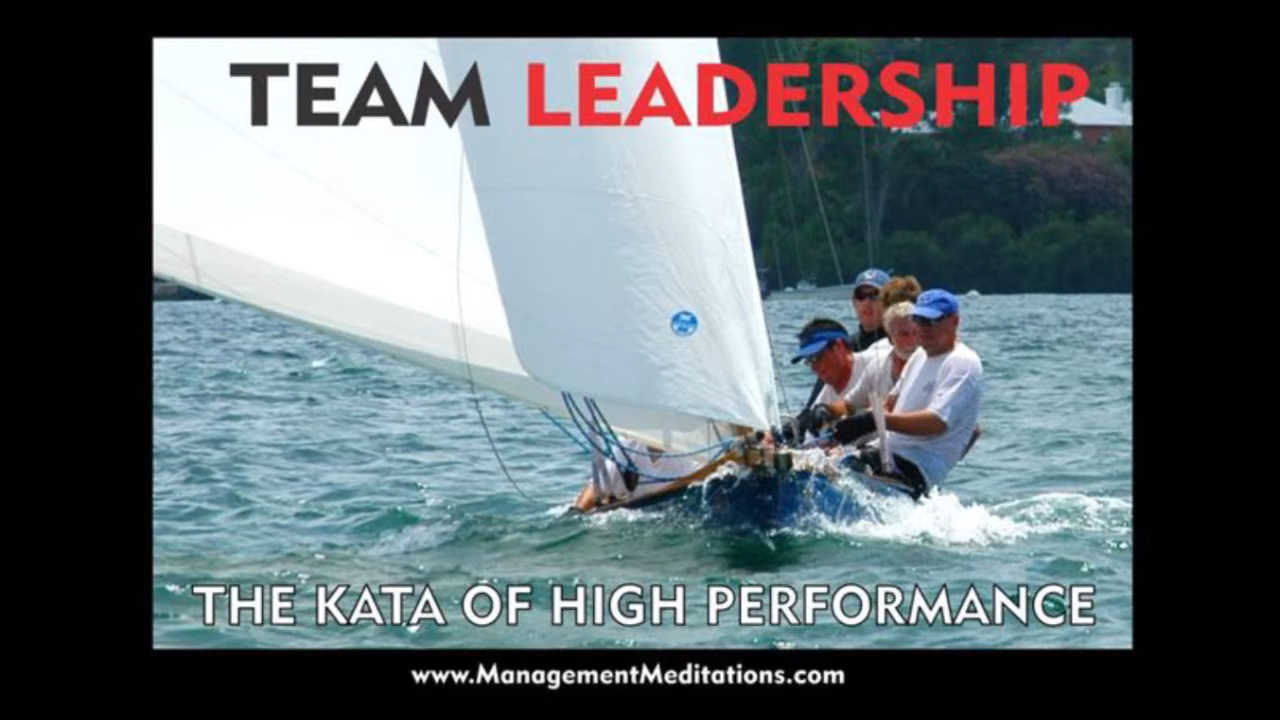 TEAM LEADERSHIP
THE KATA OF HIGH PERFORMANCE
www.ManagementMeditations.com